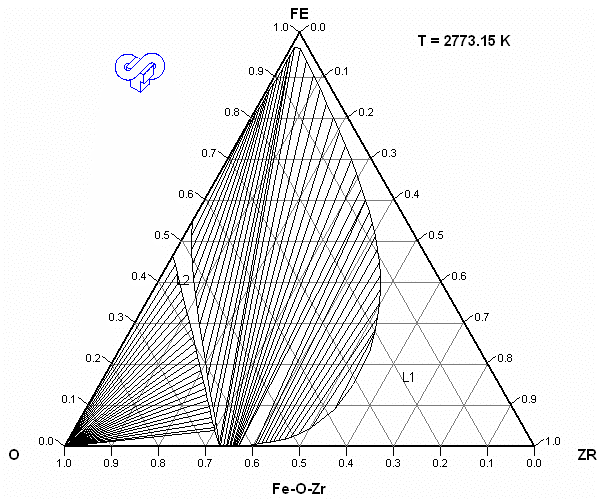 FE
T = 2773.15 K
1.0 0.0
0.9 0.1
0.8 0.2
0.7 0.3
0.6 0.4
0.5 0.5
0.4 L2 0.6
0.3 0.7
0.2 0.8
L1
0.1 0.9
0.0 1.0
O ZR
1.0 0.9 0.8 0.7 0.6 0.5 0.4 0.3 0.2 0.1 0.0
Fe-O-Zr